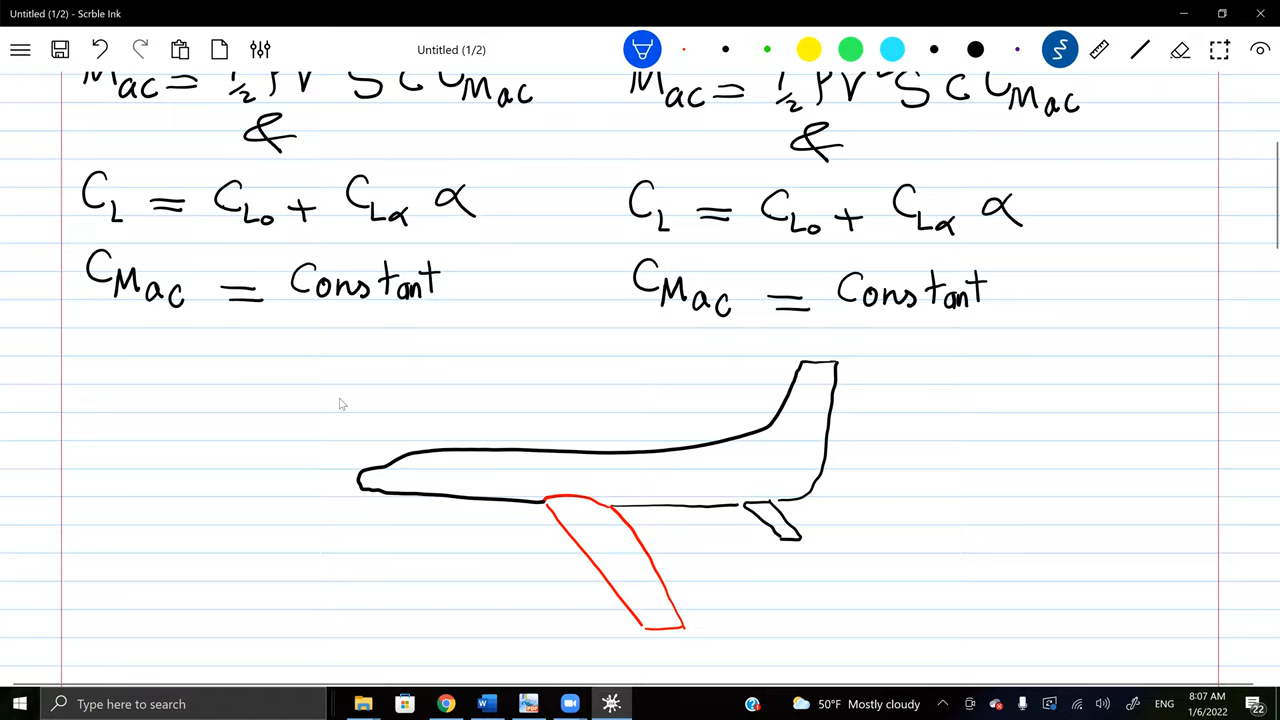 Untitled (1/2) - Scrble Ink
Untitled (1/2)
Mac = 1/2 ρV S C CMac
&
CL = CL0 + CLα α
CMac = Constant
Mac = 1/2 ρV² S C CMac
&
CL = CL0 + CLα α
CMac = Constant
Type here to search
50°F Mostly cloudy
ENG
8:07 AM
1/6/2022
22